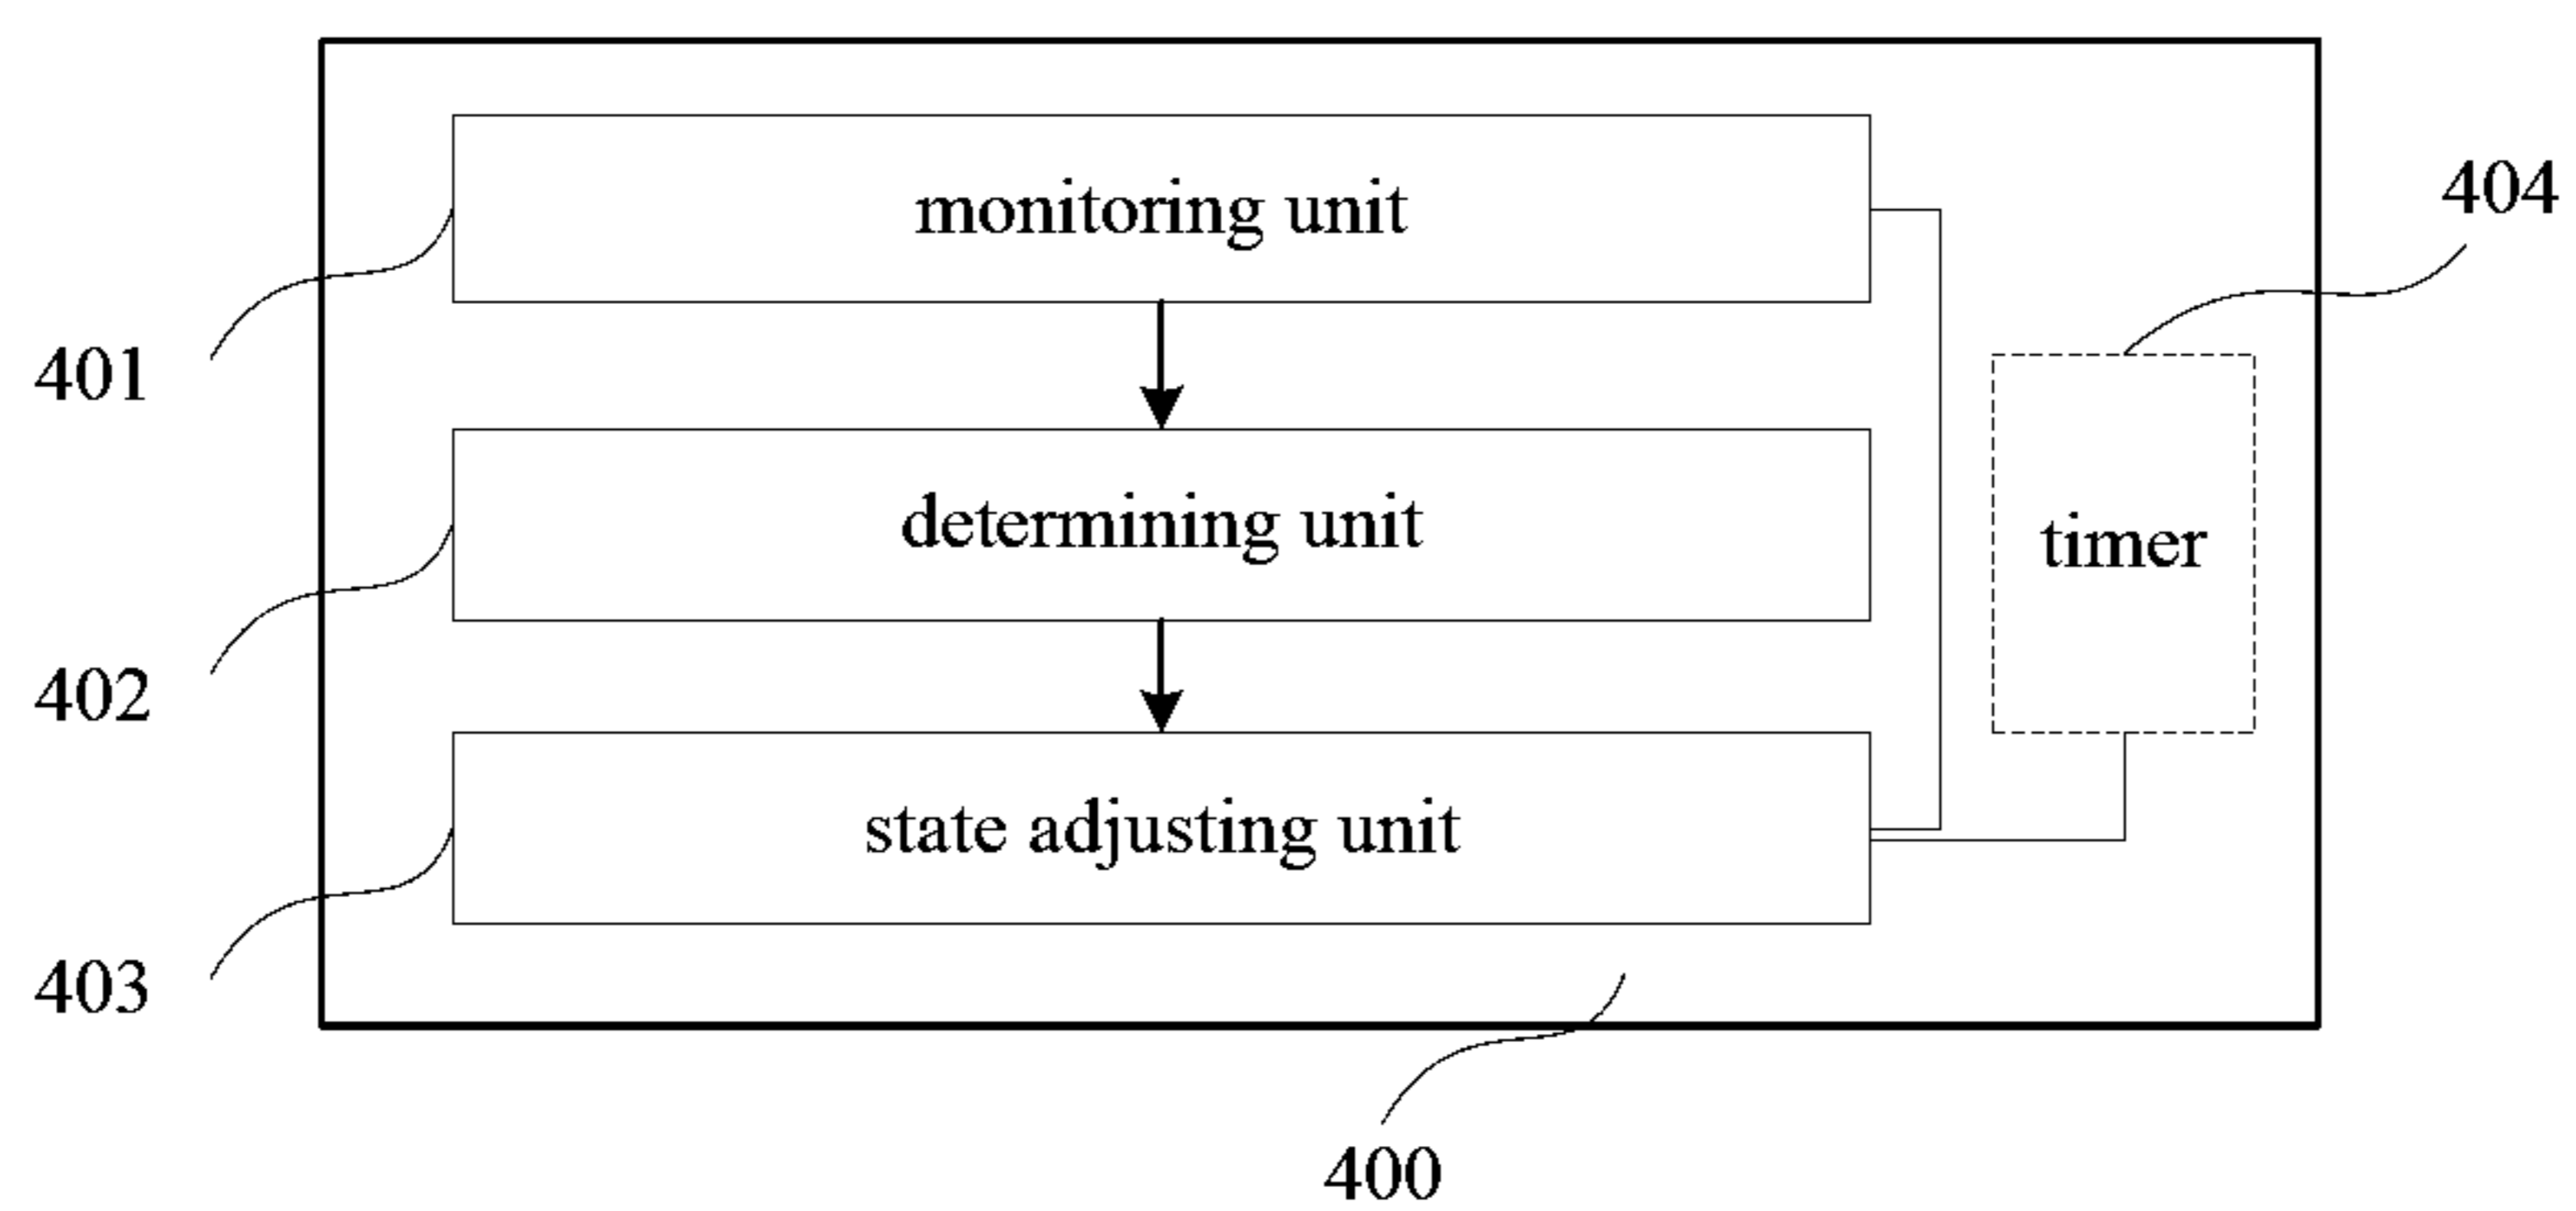 monitoring unit
404
401
determining unit
timer
402
state adjusting unit
403
400